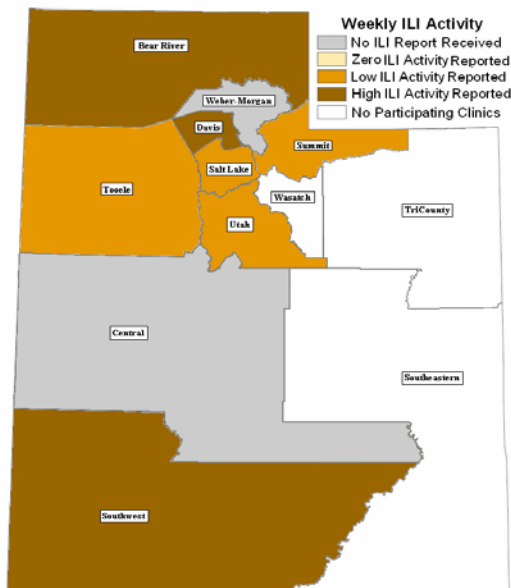 Weekly ILI Activity
No ILI Report Received
Zero ILI Activity Reported
Low ILI Activity Reported
High ILI Activity Reported
No Participating Clinics
Bear River
Weber-Morgan
Davis
Summit
Salt Lake
Tooele
Wasatch
TriCounty
Utah
Central
Southeastern
Southwest